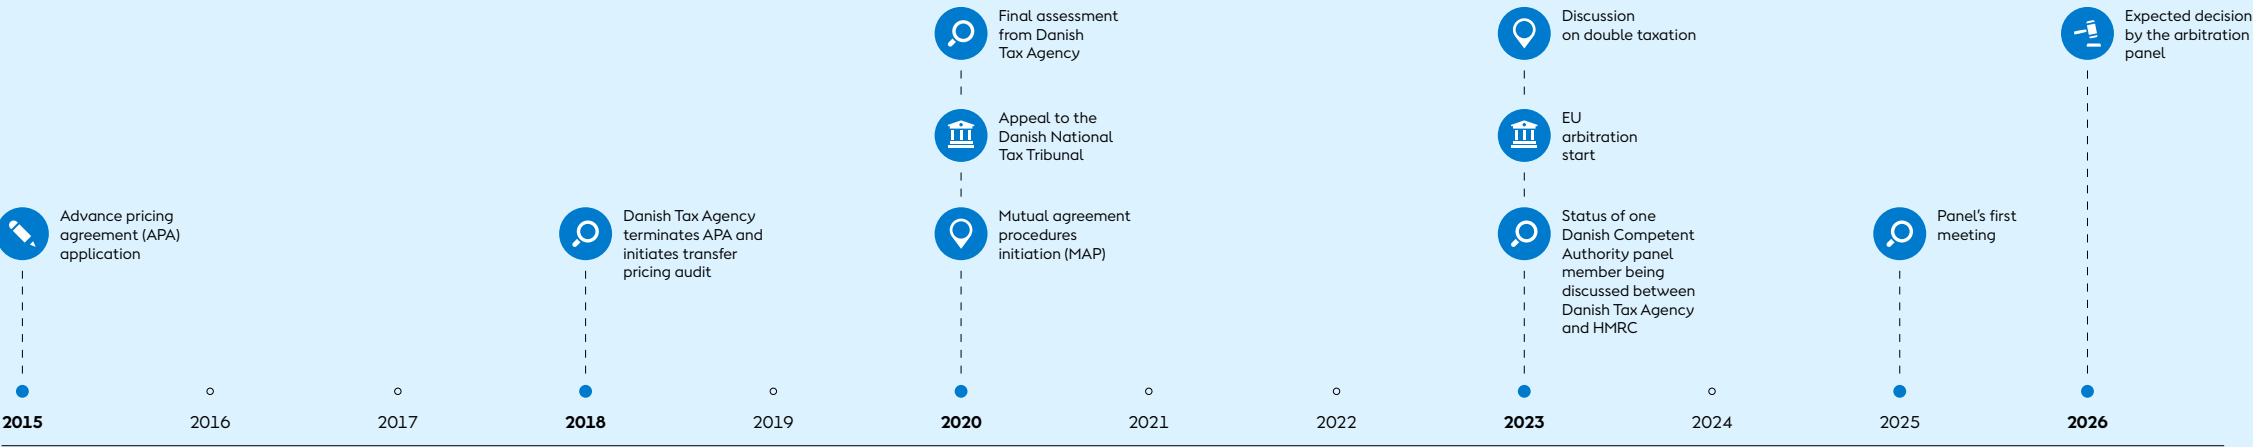 Final assessment
from Danish
Tax Agency
Discussion
on double taxation
Expected decision
by the arbitration
panel
Appeal to the
Danish National
Tax Tribunal
EU
arbitration
start
Advance pricing
agreement (APA)
application
Danish Tax Agency
terminates APA and
initiates transfer
pricing audit
Mutual agreement
procedures
initiation (MAP)
Status of one
Danish Competent
Authority panel
member being
discussed between
Danish Tax Agency
and HMRC
Panel's first
meeting
2015
2016
2017
2018
2019
2020
2021
2022
2023
2024
2025
2026